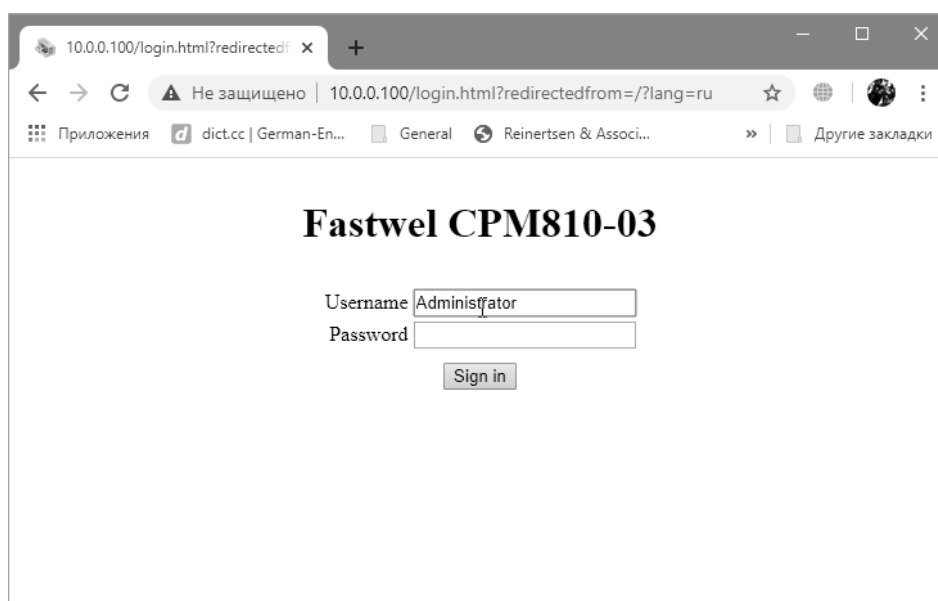 10.0.0.100/login.html?redirectedf
Не защищено 10.0.0.100/login.html?redirectedfrom=/?lang=ru
Приложения dict.cc | German-En... General Reinertsen & Associ... » Другие закладки
Fastwel CPM810-03
Username Administrator
Password
Sign in